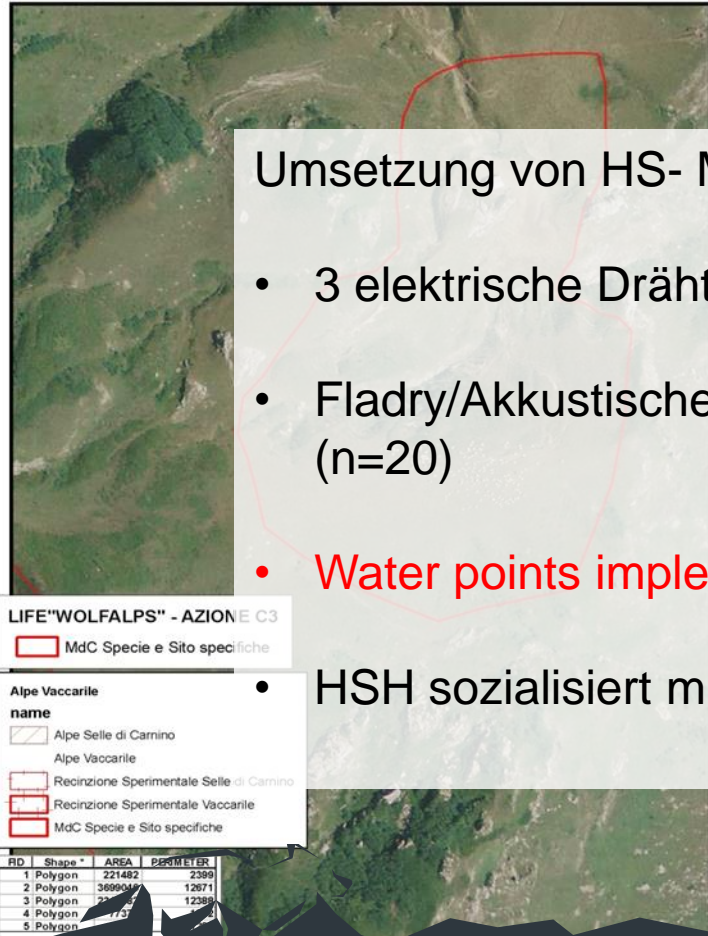 Umsetzung von HS- M
• 3 elektrische Dräht
• Fladry/Akkustische
(n=20)
• Water points imple
• HSH sozialisiert m
LIFE"WOLFALPS" - AZIONE C3
MdC Specie e Sito specifiche
Alpe Vaccarile
name
Alpe Selle di Carnino
Alpe Vaccarile
Recinzione Sperimentale Selle di Carnino
Recinzione Sperimentale Vaccarile
MdC Specie e Sito specifiche
FID Shape * AREA PERIMETER
1 Polygon 221482 2399
2 Polygon 12671
3 Polygon
4 Polygon
5 Polygon